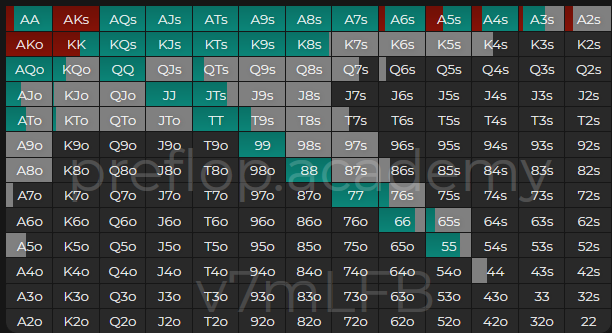 AA AKs AQs AJs ATs A9s A8s A7s A6s A5s A4s A3s A2s
AKo KK KQs KJs KTs K9s K8s K7s K6s K5s K4s K3s K2s
AQo KQo QQ QJs QTs Q9s Q8s Q7s Q6s Q5s Q4s Q3s Q2s
AJo KJo QJo JJ JTs J9s J8s J7s J6s J5s J4s J3s J2s
ATo KTo QTo JTo TT T9s T8s T7s T6s T5s T4s T3s T2s
A9o K9o Q9o J9o T9o 99 98s 97s 96s 95s 94s 93s 92s
A8o K8o Q8o J8o T8o 98o 88 87s 86s 85s 84s 83s 82s
preflop.academy
A7o K7o Q7o J7o T7o 97o 87o 77 76s 75s 74s 73s 72s
A6o K6o Q6o J6o T6o 96o 86o 76o 66 65s 64s 63s 62s
A5o K5o Q5o J5o T5o 95o 85o 75o 65o 55 54s 53s 52s
A4o K4o Q4o J4o T4o 94o 84o 74o 64o 54o 44 43s 42s
v7mLFB
A3o K3o Q3o J3o T3o 93o 83o 73o 63o 53o 43o 33 32s
A2o K2o Q2o J2o T2o 92o 82o 72o 62o 52o 42o 32o 22